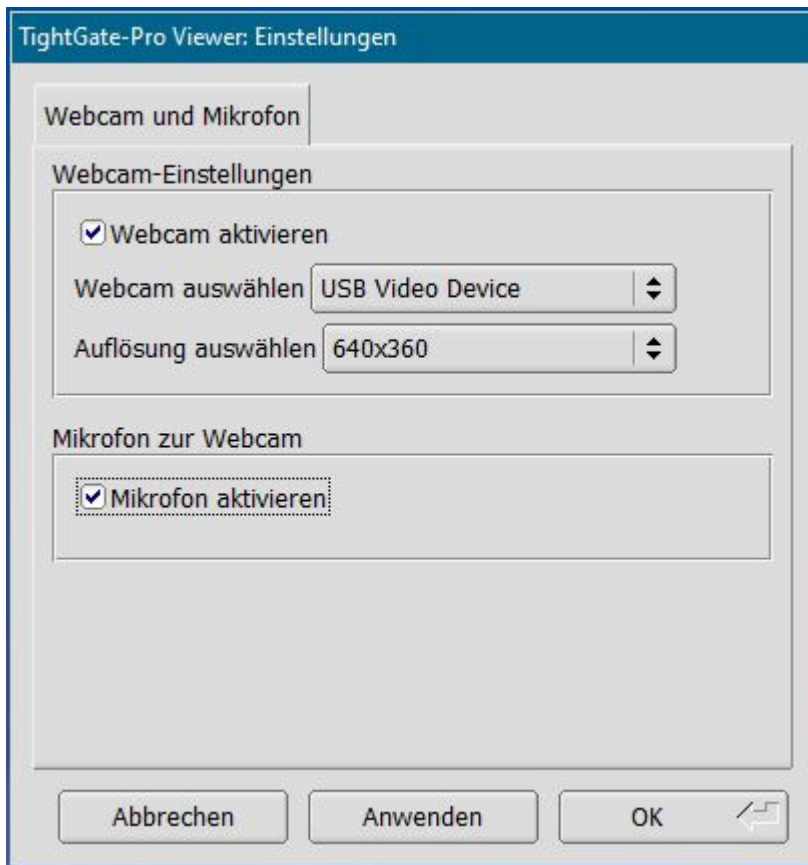 TightGate-Pro Viewer: Einstellungen
Webcam und Mikrofon
Webcam-Einstellungen
Webcam aktivieren
Webcam auswählen USB Video Device
Auflösung auswählen 640x360
Mikrofon zur Webcam
Mikrofon aktivieren
Abbrechen Anwenden OK